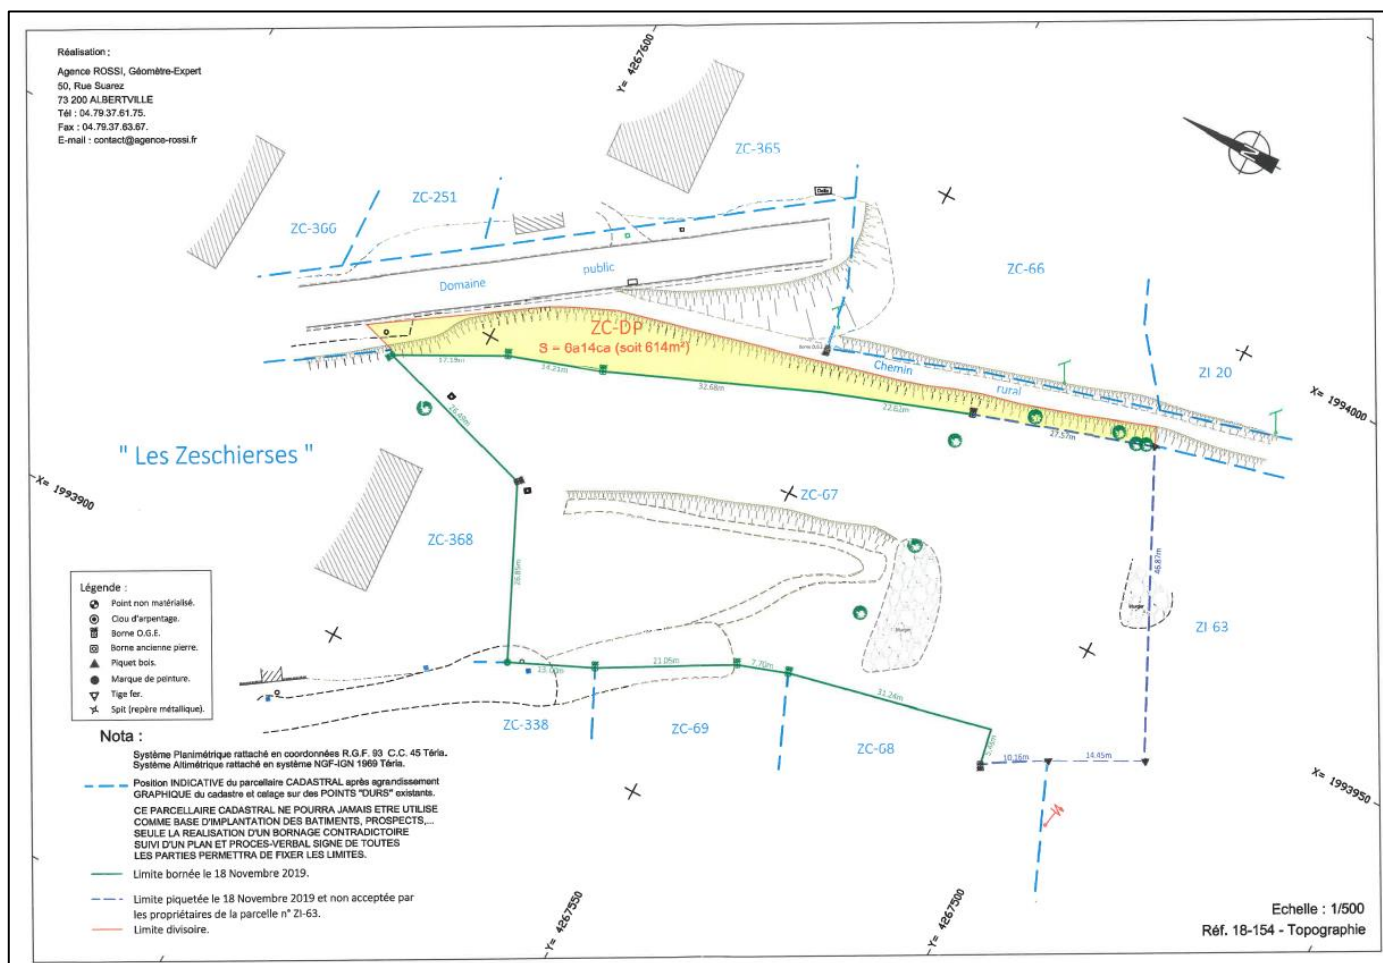 Réalisation :
Agence ROSSI, Géomètre-Expert
50, Rue Suarez
73 200 ALBERTVILLE
Tél : 04.79.37.61.75.
Fax : 04.79.37.63.67.
E-mail : contact@agence-rossi.fr
Y= 4267600
N
ZC-365
ZC-251
ZC-366
ZC-66
Domaine
public
ZC-DP
S = 6a14ca (soit 614m²)
Chemin
rural
ZI 20
X= 1994000
17.19m
14.21m
32.68m
22.63m
27.57m
26.49m
" Les Zeschierses "
X= 1993900
ZC-67
ZC-368
26.85m
46.87m
ZI 63
Légende :
Point non matérialisé.
Clou d'arpentage.
Borne O.G.E.
Borne ancienne pierre.
Piquet bois.
Marque de peinture.
Tige fer.
Spit (repère métallique).
21.05m
7.70m
31.24m
ZC-338
ZC-69
ZC-68
10.16m
14.45m
X= 1993950
Nota :
Système Planimétrique rattaché en coordonnées R.G.F. 93 C.C. 45 Téria.
Système Altimétrique rattaché en système NGF-IGN 1969 Téria.
Position INDICATIVE du parcellaire CADASTRAL après agrandissement
GRAPHIQUE du cadastre et calage sur des POINTS "DURS" existants.
CE PARCELLAIRE CADASTRAL NE POURRA JAMAIS ETRE UTILISE
COMME BASE D'IMPLANTATION DES BATIMENTS, PROSPECTS,...
SEULE LA REALISATION D'UN BORNAGE CONTRADICTOIRE
SUIVI D'UN PLAN ET PROCES-VERBAL SIGNE DE TOUTES
LES PARTIES PERMETTRA DE FIXER LES LIMITES.
Limite bornée le 18 Novembre 2019.
Limite piquetée le 18 Novembre 2019 et non acceptée par
les propriétaires de la parcelle n° ZI-63.
Limite divisoire.
Y= 4267550
Y= 4267500
Echelle : 1/500
Réf. 18-154 - Topographie